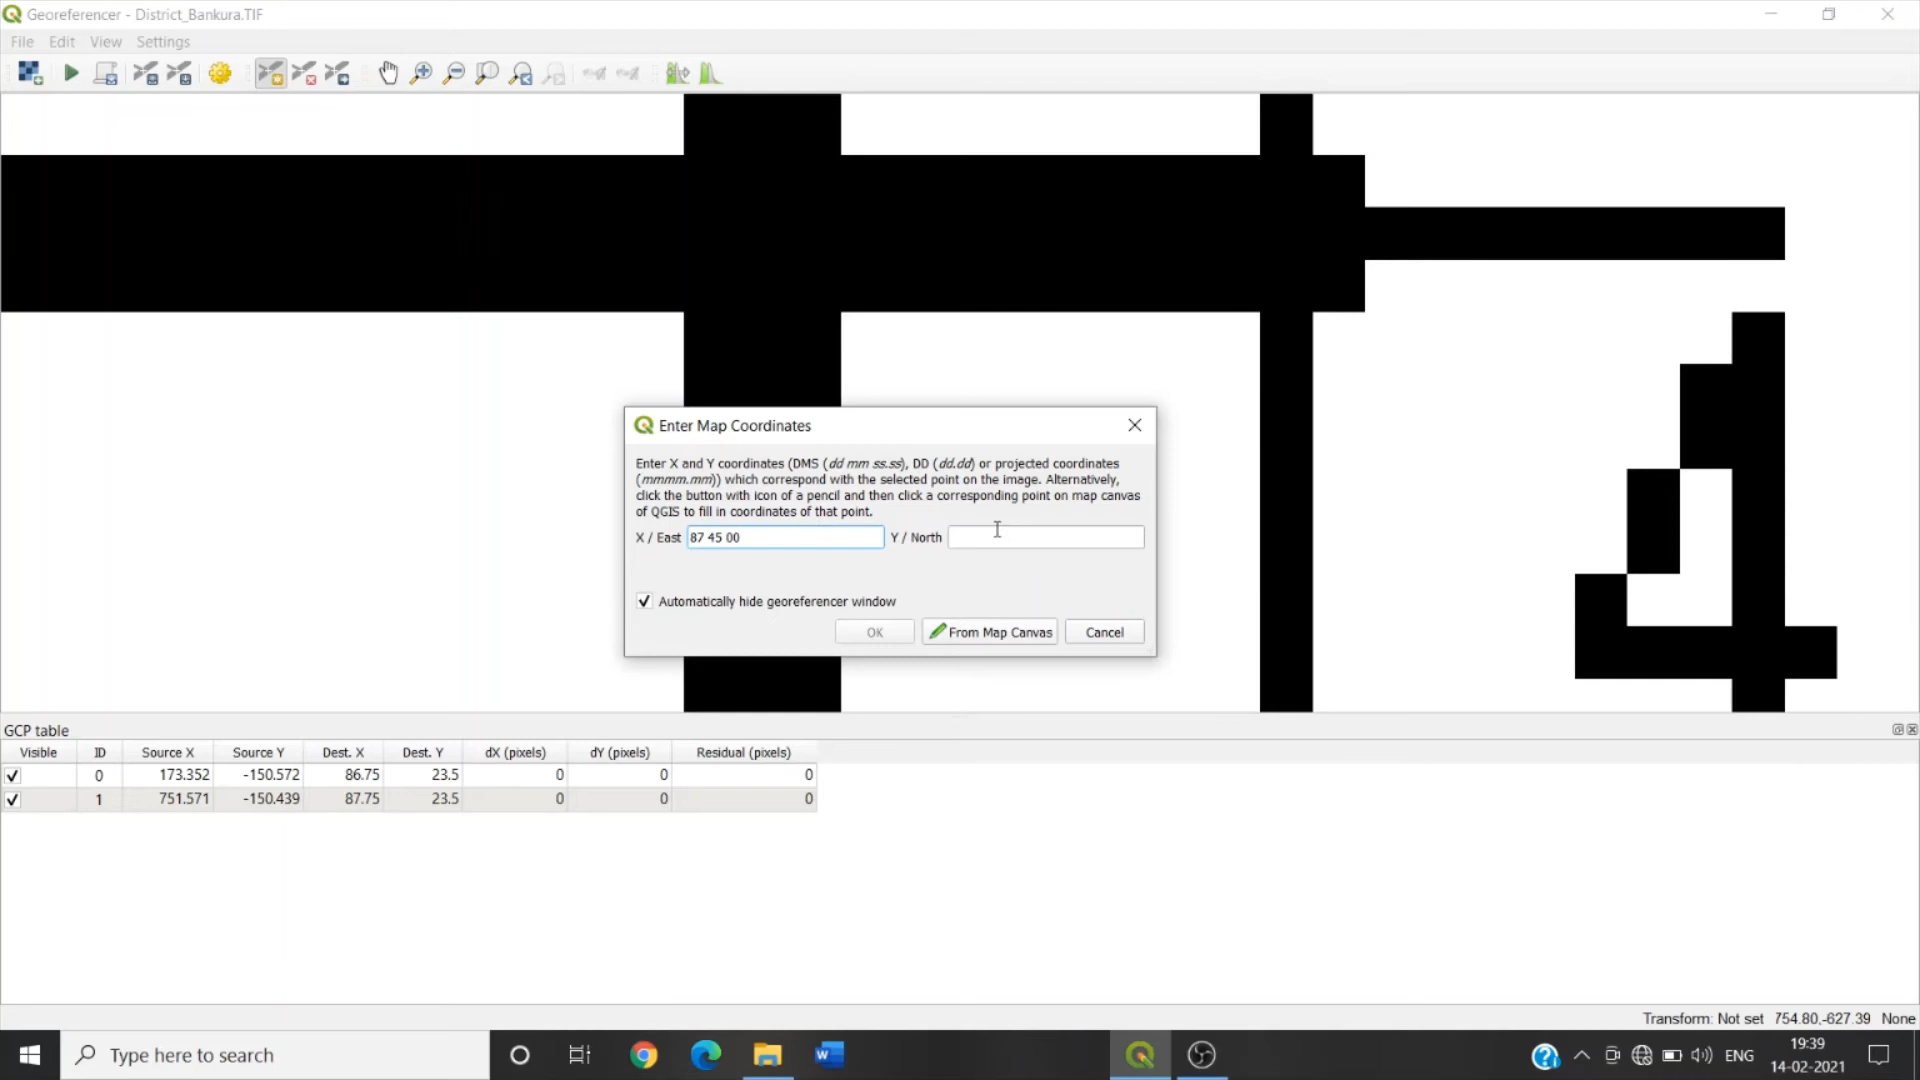 Georeferencer - District_Bankura.TIF
File Edit View Settings
4
Enter Map Coordinates
Enter X and Y coordinates (DMS (dd mm ss.ss), DD (dd.dd) or projected coordinates
(mmmm.mm)) which correspond with the selected point on the image. Alternatively,
click the button with icon of a pencil and then click a corresponding point on map canvas
of QGIS to fill in coordinates of that point.
X / East 87 45 00 Y / North
Automatically hide georeferencer window
OK From Map Canvas Cancel
GCP table
Visible ID Source X Source Y Dest. X Dest. Y dX (pixels) dY (pixels) Residual (pixels)
0 173.352 -150.572 86.75 23.5 0 0 0
1 751.571 -150.439 87.75 23.5 0 0 0
Transform: Not set 754.80,-627.39 None
Type here to search
ENG
19:39
14-02-2021